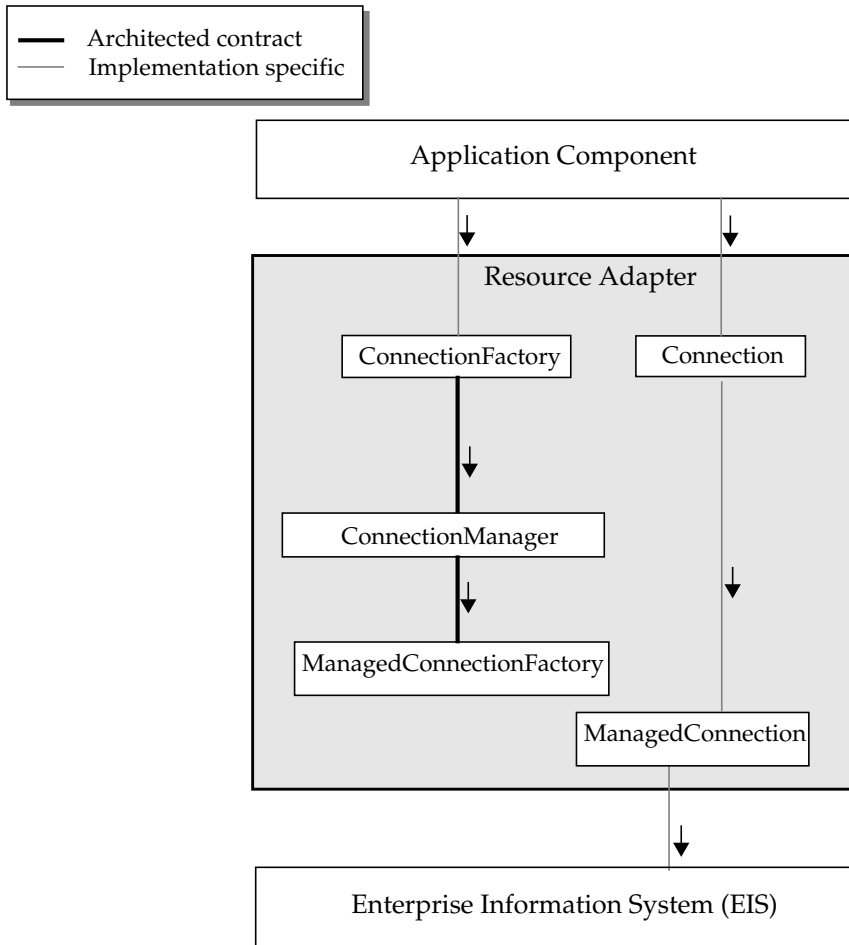 Architected contract
Implementation specific
Application Component
Resource Adapter
ConnectionFactory
Connection
ConnectionManager
ManagedConnectionFactory
ManagedConnection
Enterprise Information System (EIS)